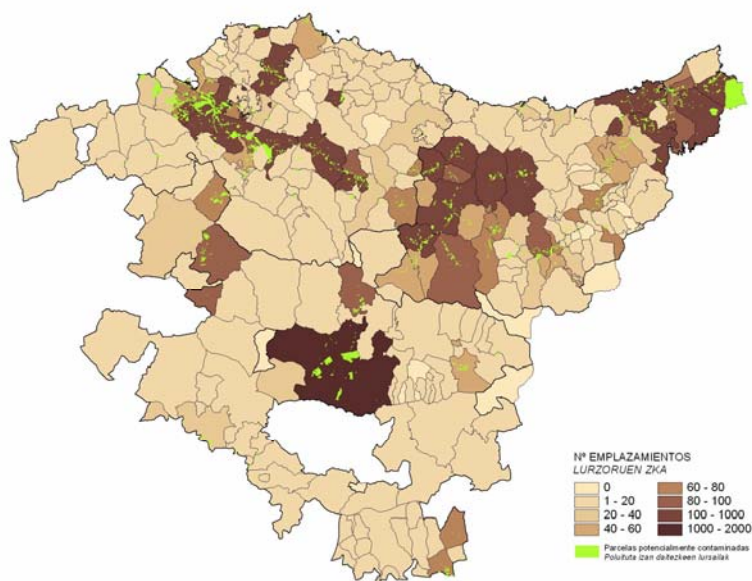 Nº EMPLAZAMIENTOS
LURZORUEN ZKA
0
1 - 20
20 - 40
40 - 60
60 - 80
80 - 100
100 - 1000
1000 - 2000
Parcelas potencialmente contaminadas
Poluituta izan daitezkeen lursailak